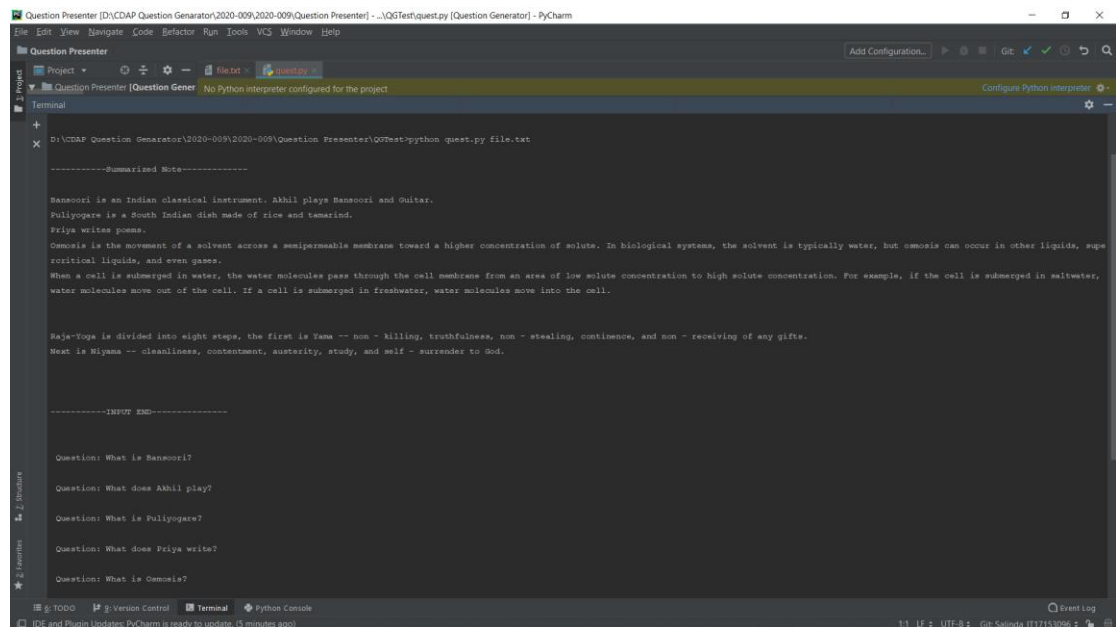 Question Presenter [D:\CDAP Question Genarator\2020-009\2020-009\Question Presenter] - ...\QGTest\quest.py [Question Generator] - PyCharm
File Edit View Navigate Code Refactor Run Tools VCS Window Help
Question Presenter
Add Configuration...
Git:
Project
file.txt
quest.py
Question Presenter [Question Gener
No Python interpreter configured for the project
Configure Python interpreter
Terminal
D:\CDAP Question Genarator\2020-009\2020-009\Question Presenter\QGTest>python quest.py file.txt
-----------Summarized Note-------------
Bansoori is an Indian classical instrument. Akhil plays Bansoori and Guitar.
Puliyogare is a South Indian dish made of rice and tamarind.
Priya writes poems.
Osmosis is the movement of a solvent across a semipermeable membrane toward a higher concentration of solute. In biological systems, the solvent is typically water, but osmosis can occur in other liquids, supe
rcritical liquids, and even gases.
When a cell is submerged in water, the water molecules pass through the cell membrane from an area of low solute concentration to high solute concentration. For example, if the cell is submerged in saltwater,
water molecules move out of the cell. If a cell is submerged in freshwater, water molecules move into the cell.
Raja-Yoga is divided into eight steps, the first is Yama -- non - killing, truthfulness, non - stealing, continence, and non - receiving of any gifts.
Next is Niyama -- cleanliness, contentment, austerity, study, and self - surrender to God.
-----------INPUT END---------------
Question: What is Bansoori?
Question: What does Akhil play?
Question: What is Puliyogare?
Question: What does Priya write?
Question: What is Osmosis?
1: Project
7: Structure
2: Favorites
6: TODO
9: Version Control
Terminal
Python Console
Event Log
IDE and Plugin Updates: PyCharm is ready to update. (5 minutes ago)
1:1 LF UTF-8 Git: Salinda_IT17153096